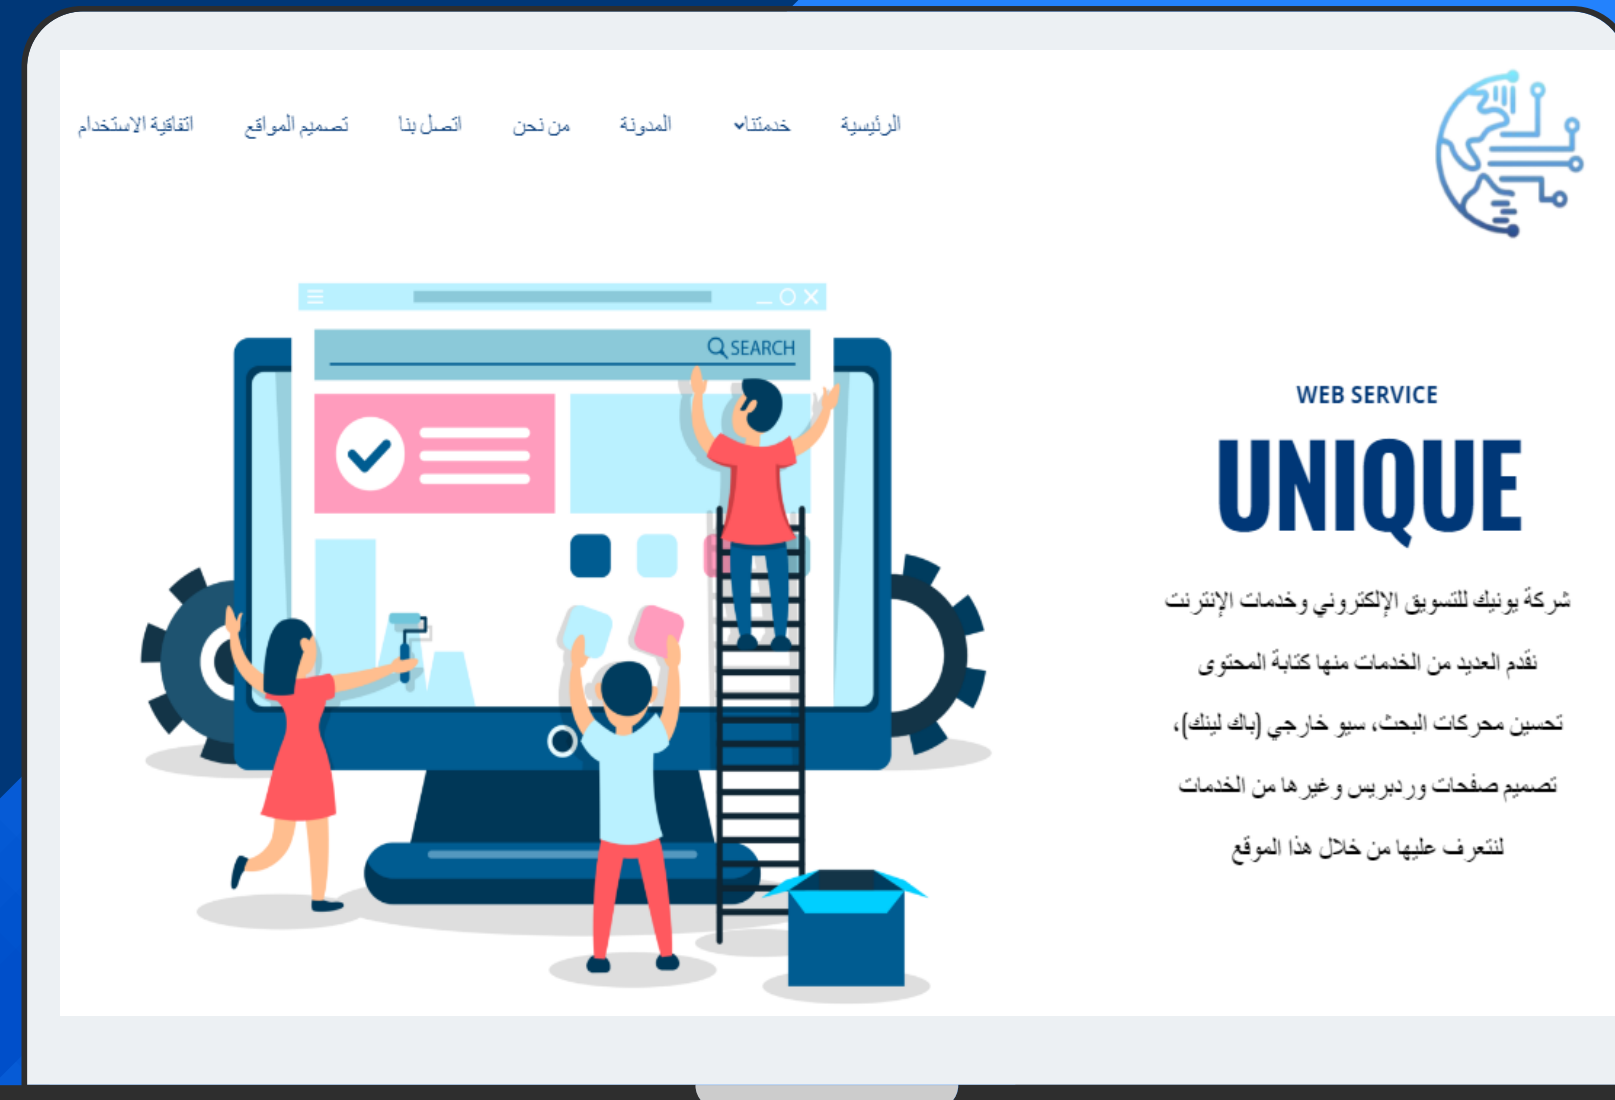 الرئيسية
خدمتنا
المدونة
من نحن
اتصل بنا
تصميم المواقع
اتفاقية الاستخدام
SEARCH
WEB SERVICE
UNIQUE
شركة يونيك للتسويق الإلكتروني وخدمات الإنترنت
نقدم العديد من الخدمات منها كتابة المحتوى
تحسين محركات البحث، سيو خارجي (باك لينك)،
تصميم صفحات وردبريس وغيرها من الخدمات
لنتعرف عليها من خلال هذا الموقع